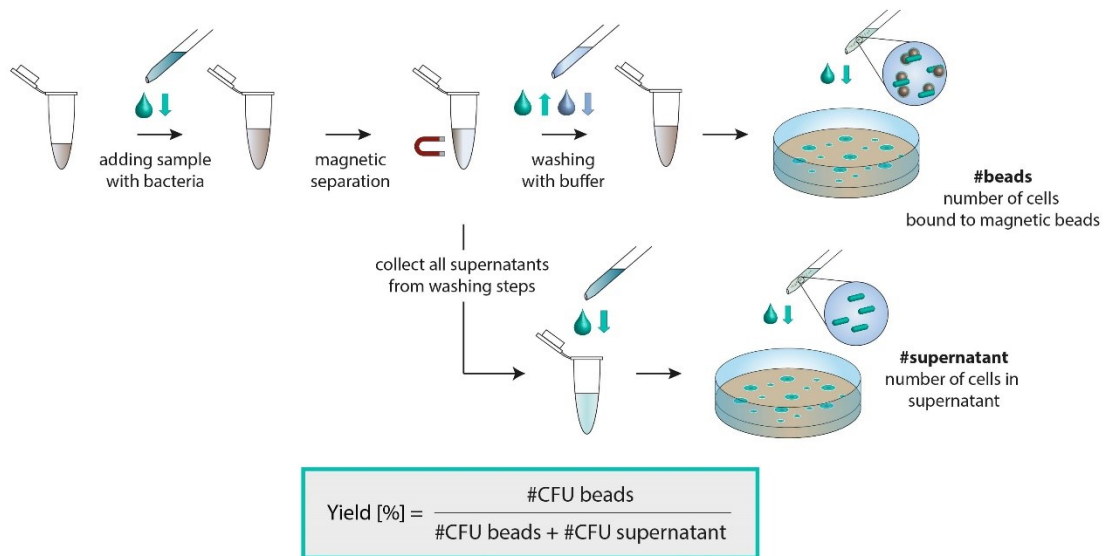 adding sample
with bacteria
magnetic
separation
washing
with buffer
#beads
number of cells
bound to magnetic beads
collect all supernatants
from washing steps
#supernatant
number of cells in
supernatant
Yield [%] =
#CFU beads
#CFU beads + #CFU supernatant